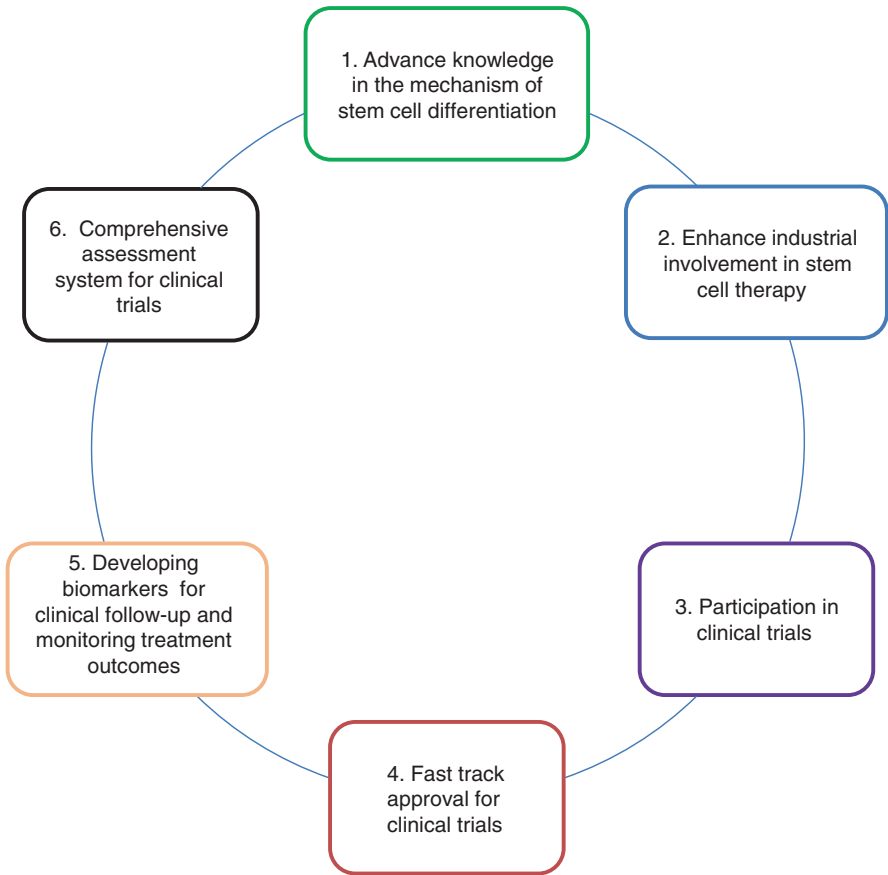 1. Advance knowledge
in the mechanism of
stem cell differentiation
2. Enhance industrial
involvement in stem
cell therapy
3. Participation in
clinical trials
4. Fast track
approval for
clinical trials
5. Developing
biomarkers for
clinical follow-up and
monitoring treatment
outcomes
6. Comprehensive
assessment
system for clinical
trials